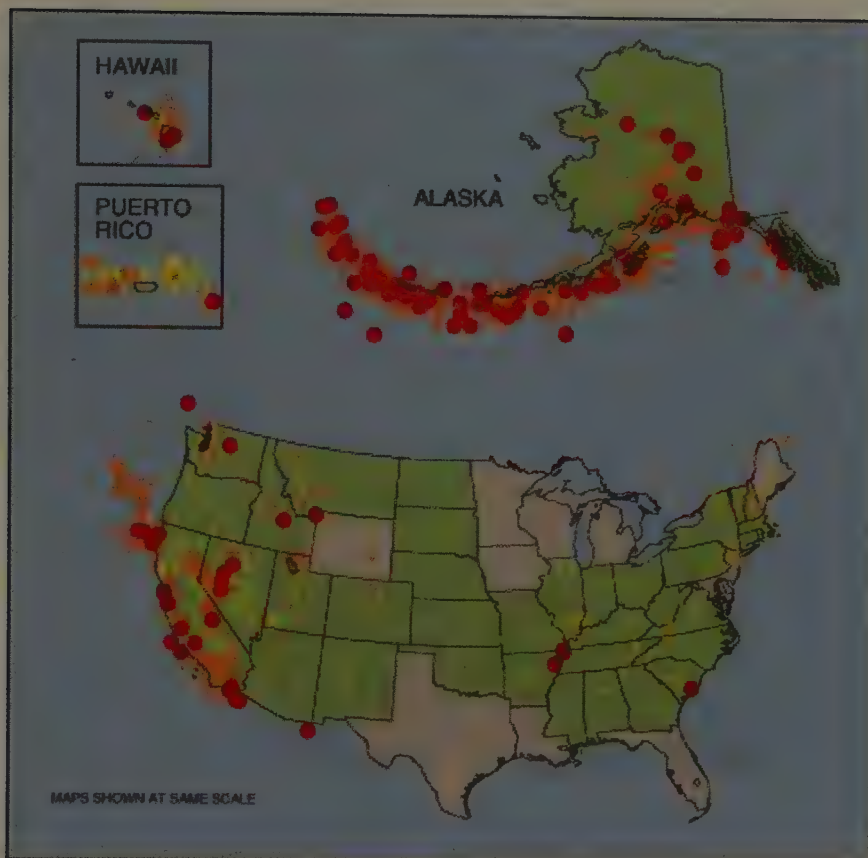 HAWAII
PUERTO
RICO
ALASKA
MAPS SHOWN AT SAME SCALE